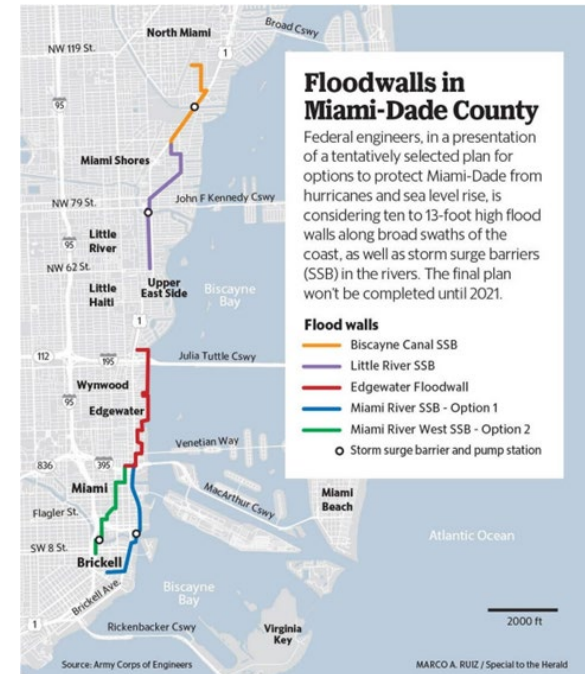 North Miami
Broad Cswy
NW 119 St.
1
95
Miami Shores
NW 79 St.
John F Kennedy Cswy
Little
River
95
NW 62 St.
Little
Haiti
Upper
East Side
Biscayne
Bay
1
112
195
Julia Tuttle Cswy
Wynwood
95
Edgewater
Venetian Way
836
395
Miami
MacArthur Cswy
Miami
Beach
Flagler St.
SW 8 St.
Brickell
Atlantic Ocean
Brickell Ave.
Biscayne
Bay
1
Rickenbacker Cswy
Virginia
Key
2000 ft
Floodwalls in
Miami-Dade County
Federal engineers, in a presentation
of a tentatively selected plan for
options to protect Miami-Dade from
hurricanes and sea level rise, is
considering ten to 13-foot high flood
walls along broad swaths of the
coast, as well as storm surge barriers
(SSB) in the rivers. The final plan
won't be completed until 2021.
Flood walls
Biscayne Canal SSB
Little River SSB
Edgewater Floodwall
Miami River SSB - Option 1
Miami River West SSB - Option 2
Storm surge barrier and pump station
Source: Army Corps of Engineers
MARCO A. RUIZ / Special to the Herald